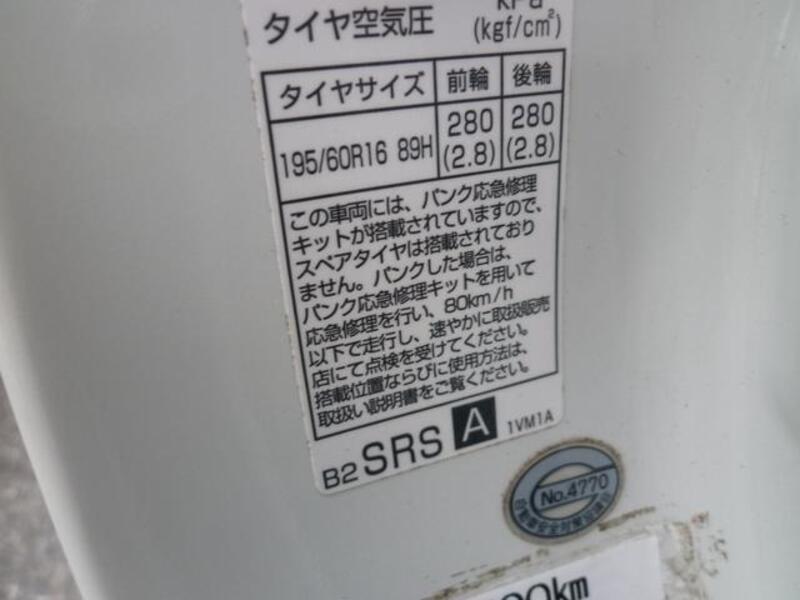 kPa
タイヤ空気圧 (kgf/cm²)
タイヤサイズ 前輪 後輪
195/60R16 89H 280 (2.8) 280 (2.8)
この車両には、パンク応急修理
キットが搭載されていますので、
スペアタイヤは搭載されており
ません。パンクした場合は、
パンク応急修理キットを用いて
応急修理を行い、80km/h
以下で走行し、速やかに取扱販売
店にて点検を受けてください。
搭載位置ならびに使用方法は、
取扱い説明書をご覧ください。
B2 SRS A 1VM1A
No.4770
km